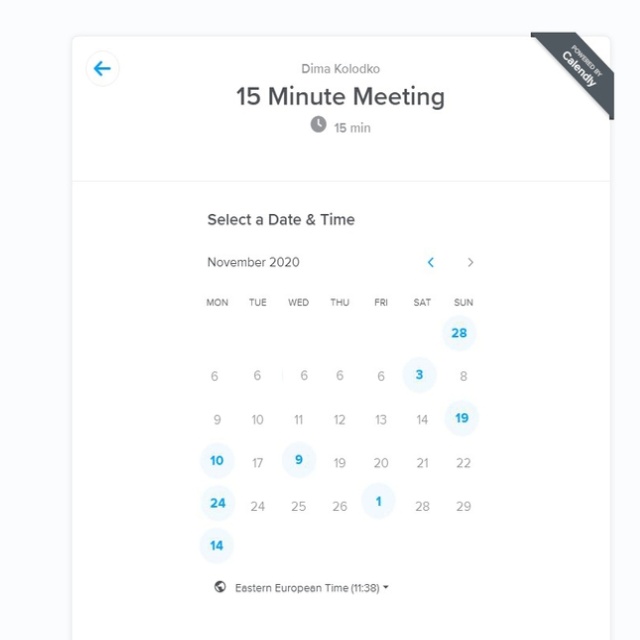 POWERED BY
Calendly
Dima Kolodko
15 Minute Meeting
15 min
Select a Date & Time
November 2020
MON TUE WED THU FRI SAT SUN
28
6 6 6 6 6 3 8
9 10 11 12 13 14 19
10 17 9 19 20 21 22
24 24 25 26 1 28 29
14
Eastern European Time (11:38)